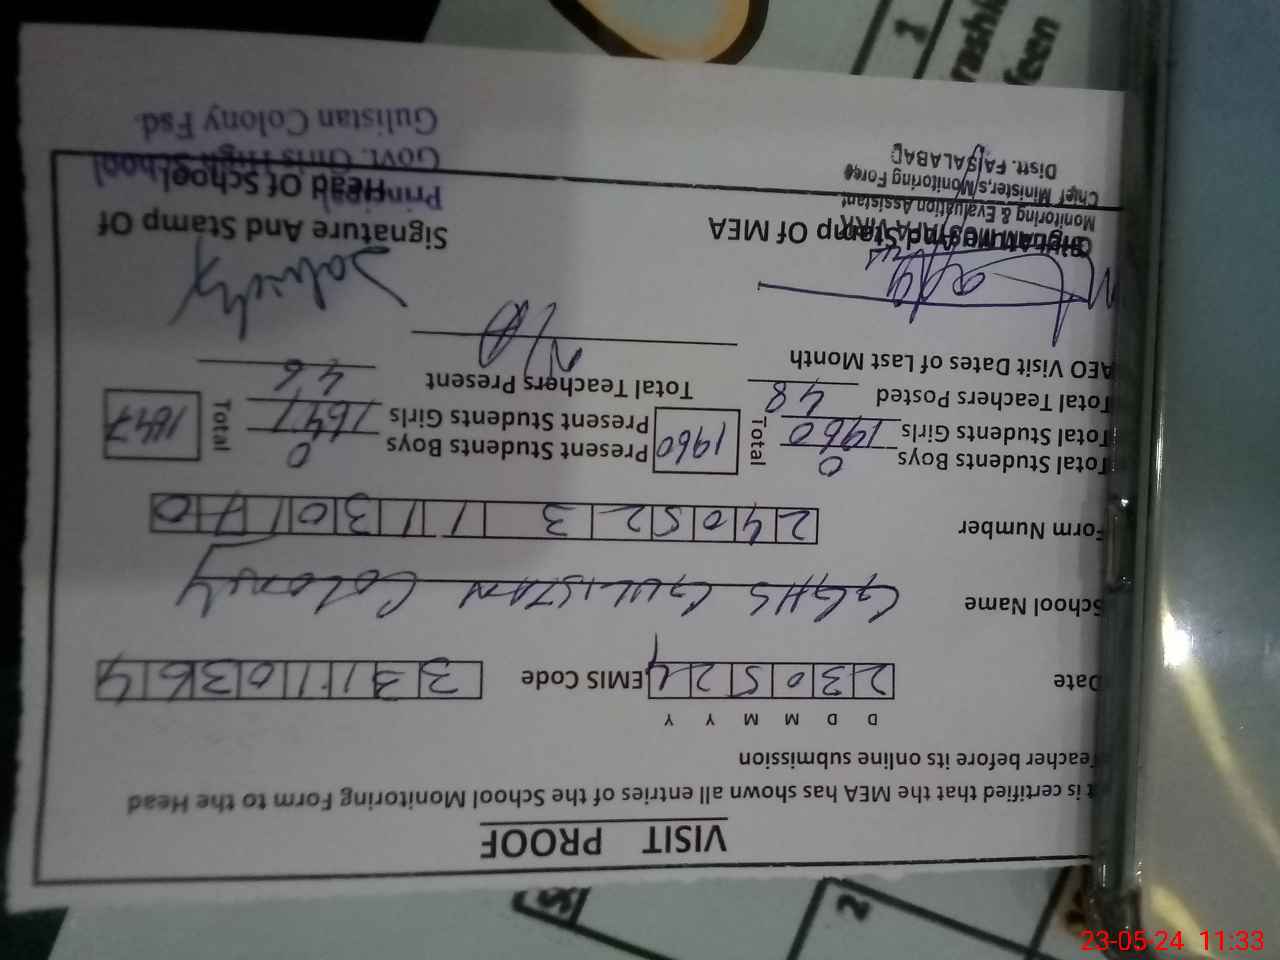 VISIT PROOF
is certified that the MEA has shown all entries of the School Monitoring Form to the Head
Teacher before its online submission
D D M M Y Y
Date 2 3 0 5 2 4 EMIS Code 3 3 1 1 0 3 6 4
School Name GGHS GULISTAN COLONY
Form Number 2 4 0 5 2 3 1 1 3 0 1 7 0
Total Students Boys 0 Present Students Boys 0
Total Students Girls 1960 Total 1960 Present Students Girls 1647 Total 1647
Total Teachers Posted 48 Total Teachers Present 46
AEO Visit Dates of Last Month
Signature And Stamp Of MEA
Signature And Stamp Of
Head Of School
Monitoring & Evaluation Assistant
Chief Minister,s Monitoring Force
Distt. FAISALABAD
Principal
Govt. Girls High School
Gulistan Colony Fsd.
1
feen
2
23-05-24 11:33